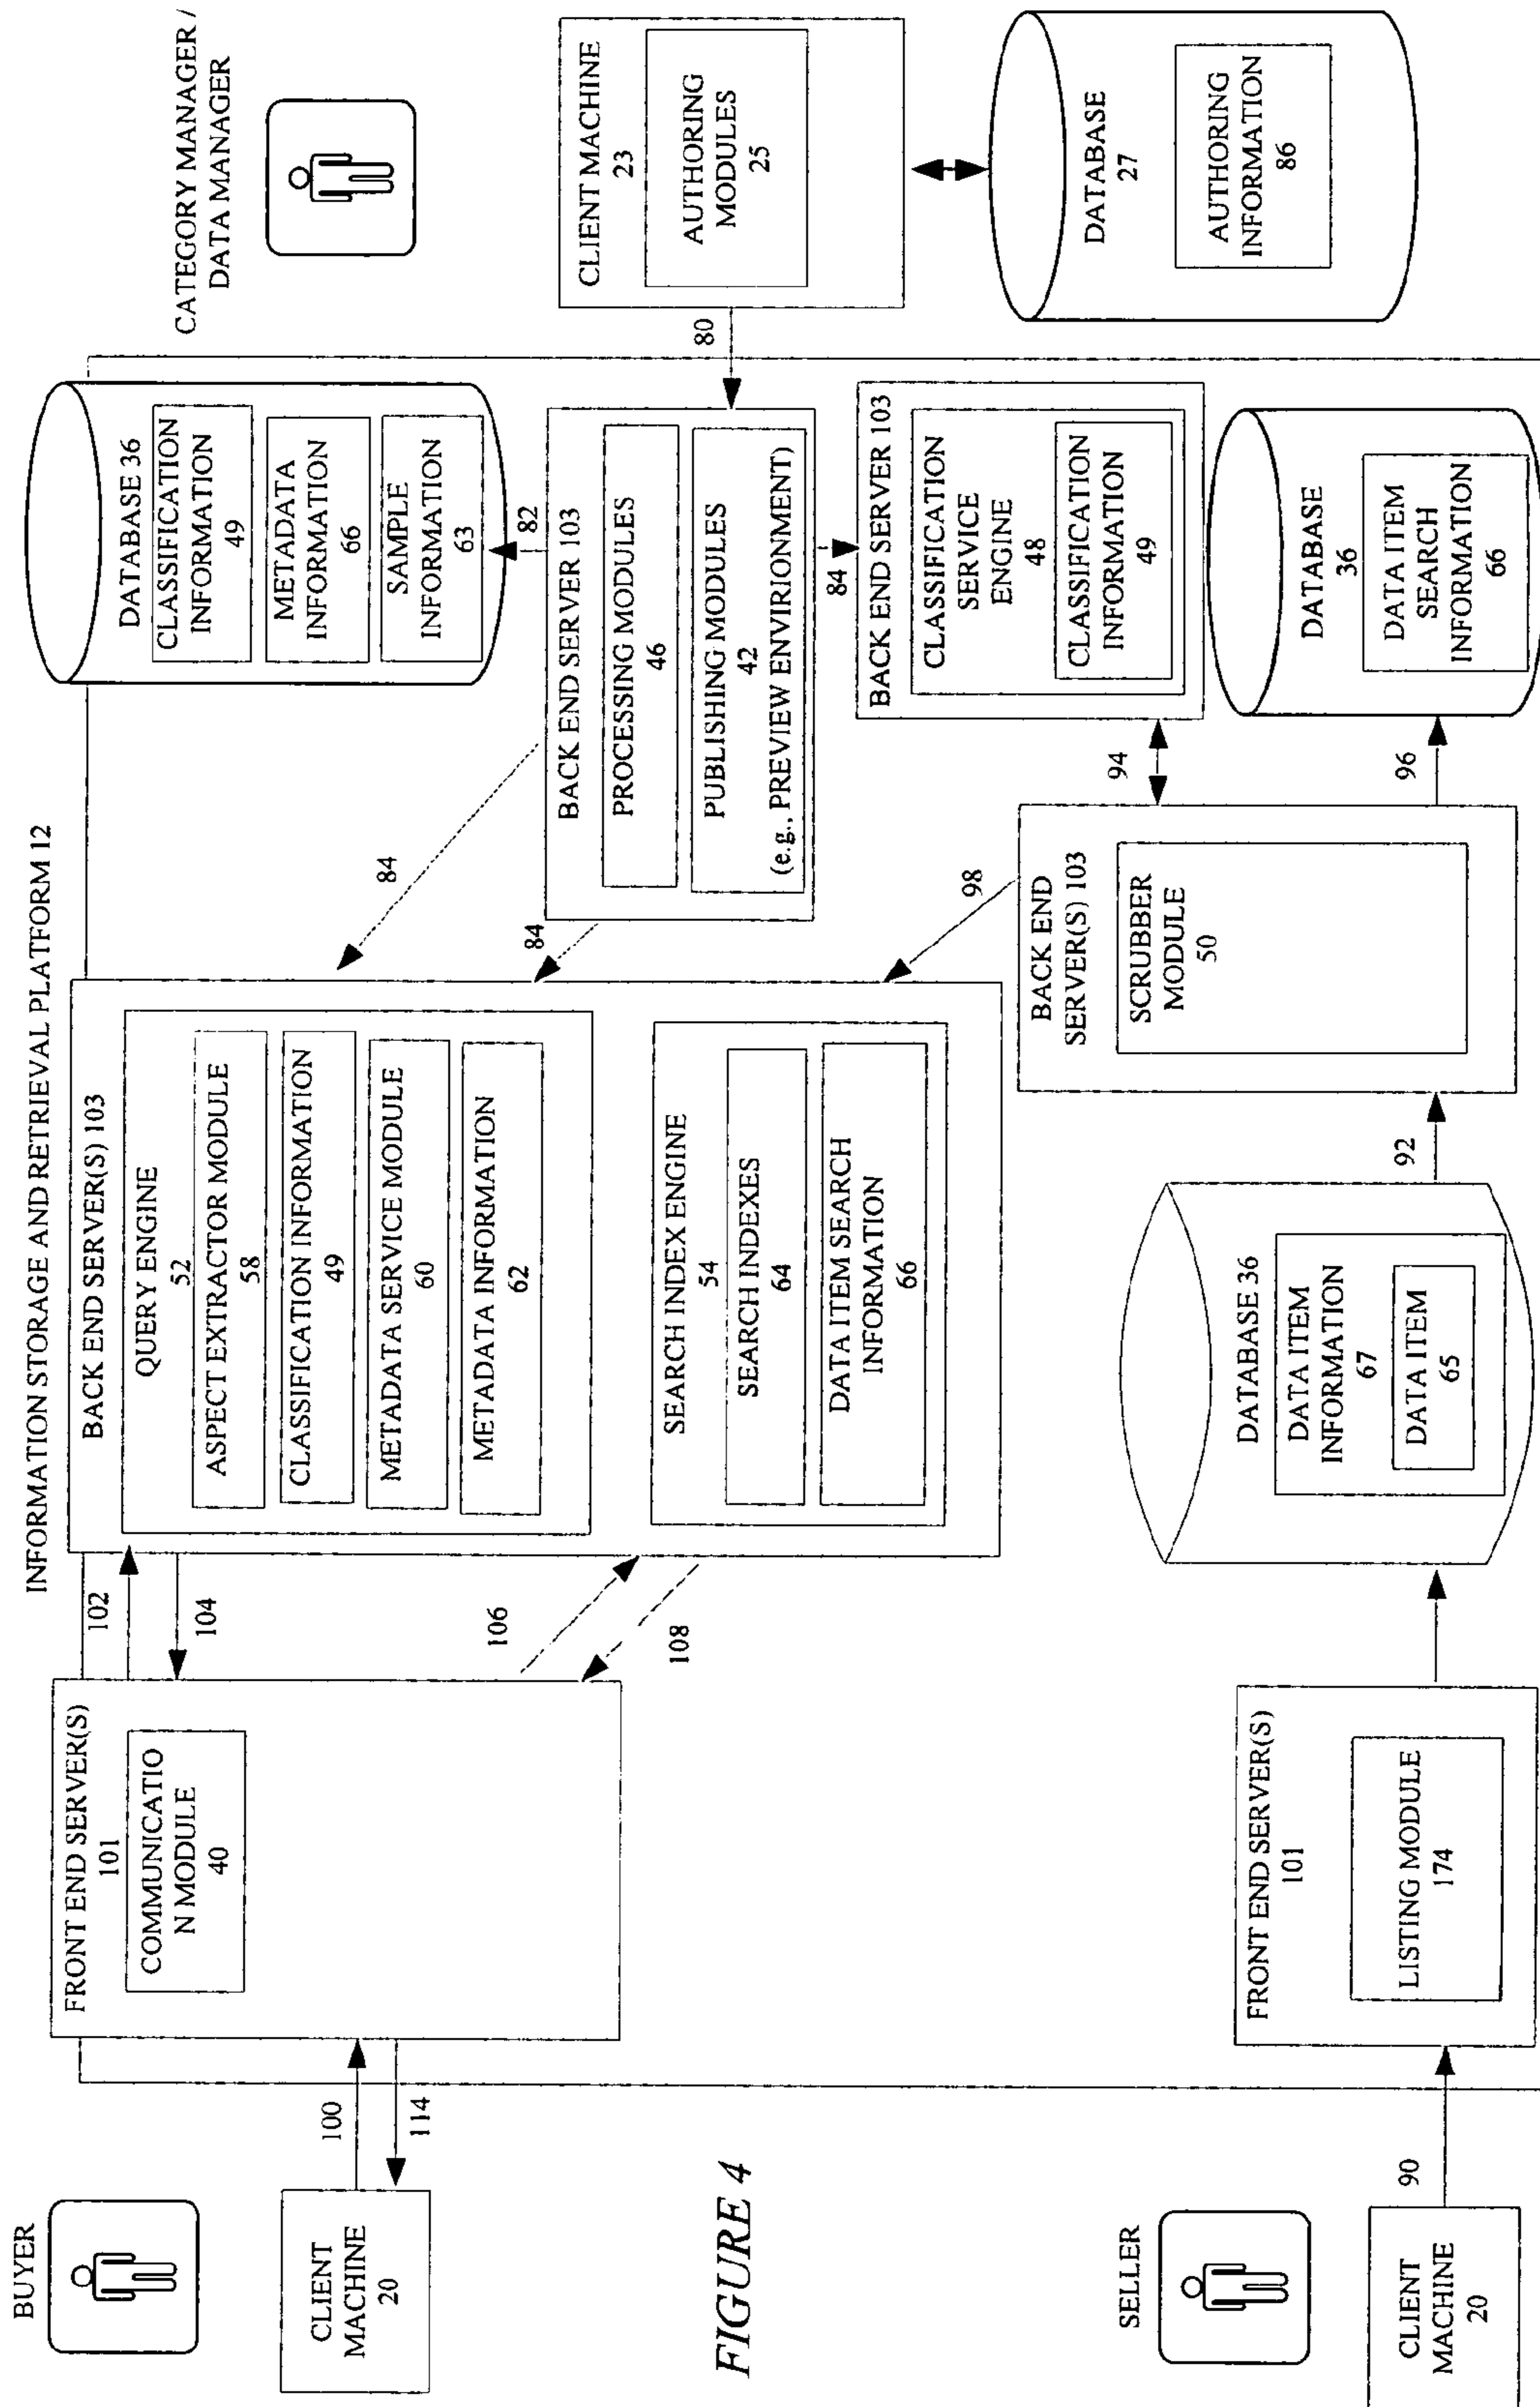 INFORMATION STORAGE AND RETRIEVAL PLATFORM 12
BUYER
CLIENT
MACHINE
20
100
114
FRONT END SERVER(S)
101
COMMUNICATIO
N MODULE
40
102
104
106
108
BACK END SERVER(S) 103
QUERY ENGINE
52
ASPECT EXTRACTOR MODULE
58
CLASSIFICATION INFORMATION
49
METADATA SERVICE MODULE
60
METADATA INFORMATION
62
SEARCH INDEX ENGINE
54
SEARCH INDEXES
64
DATA ITEM SEARCH
INFORMATION
66
84
84
98
DATABASE 36
CLASSIFICATION
INFORMATION
49
METADATA
INFORMATION
66
SAMPLE
INFORMATION
63
82
BACK END SERVER 103
PROCESSING MODULES
46
PUBLISHING MODULES
42
(e.g., PREVIEW ENVIRIONMENT)
84
BACK END SERVER 103
CLASSIFICATION
SERVICE
ENGINE
48
CLASSIFICATION
INFORMATION
49
CATEGORY MANAGER /
DATA MANAGER
CLIENT MACHINE
23
AUTHORING
MODULES
25
80
DATABASE
27
AUTHORING
INFORMATION
86
FIGURE 4
SELLER
CLIENT
MACHINE
20
90
FRONT END SERVER(S)
101
LISTING MODULE
174
DATABASE 36
DATA ITEM
INFORMATION
67
DATA ITEM
65
92
BACK END
SERVER(S) 103
SCRUBBER
MODULE
50
94
96
DATABASE
36
DATA ITEM
SEARCH
INFORMATION
66